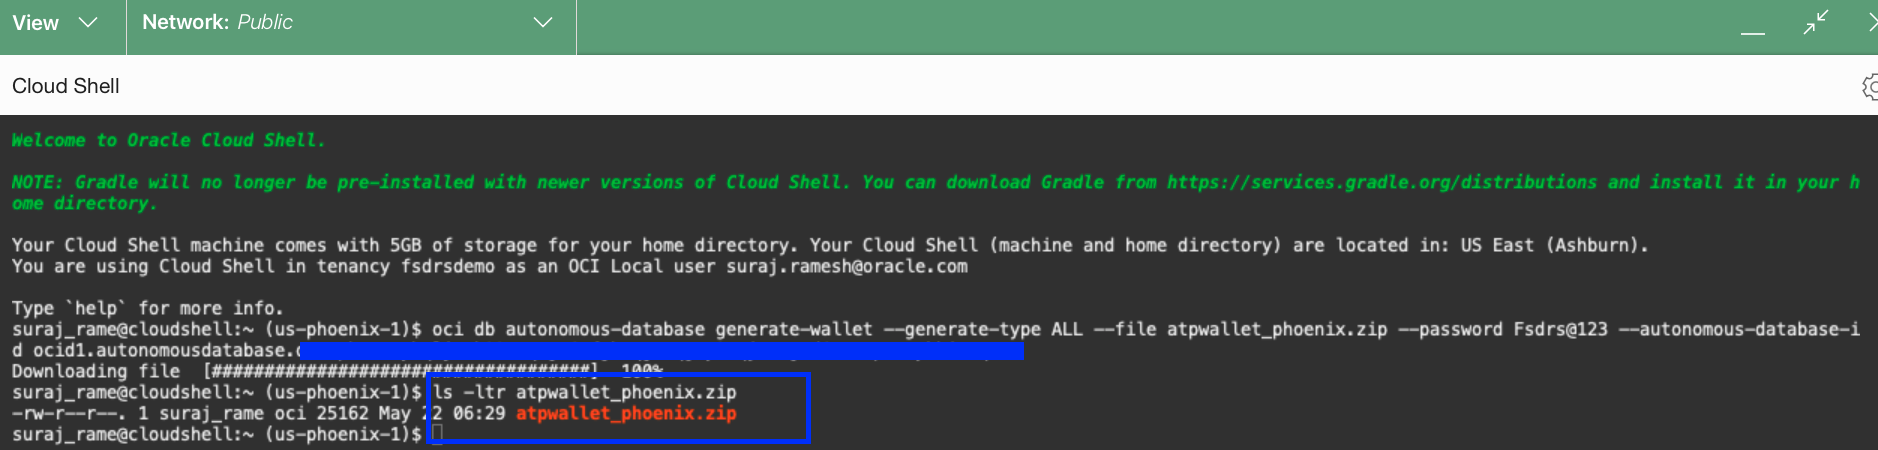 View
Network: Public
Cloud Shell
Welcome to Oracle Cloud Shell.
NOTE: Gradle will no longer be pre-installed with newer versions of Cloud Shell. You can download Gradle from https://services.gradle.org/distributions and install it in your h
ome directory.
Your Cloud Shell machine comes with 5GB of storage for your home directory. Your Cloud Shell (machine and home directory) are located in: US East (Ashburn).
You are using Cloud Shell in tenancy fsdrsdemo as an OCI Local user suraj.ramesh@oracle.com
Type `help` for more info.
suraj_rame@cloudshell:~ (us-phoenix-1)$ oci db autonomous-database generate-wallet --generate-type ALL --file atpwallet_phoenix.zip --password Fsdrs@123 --autonomous-database-i
d ocid1.autonomousdatabase.
Downloading file  [####################################]  100%
suraj_rame@cloudshell:~ (us-phoenix-1)$ ls -ltr atpwallet_phoenix.zip
-rw-r--r--. 1 suraj_rame oci 25162 May 22 06:29 atpwallet_phoenix.zip
suraj_rame@cloudshell:~ (us-phoenix-1)$